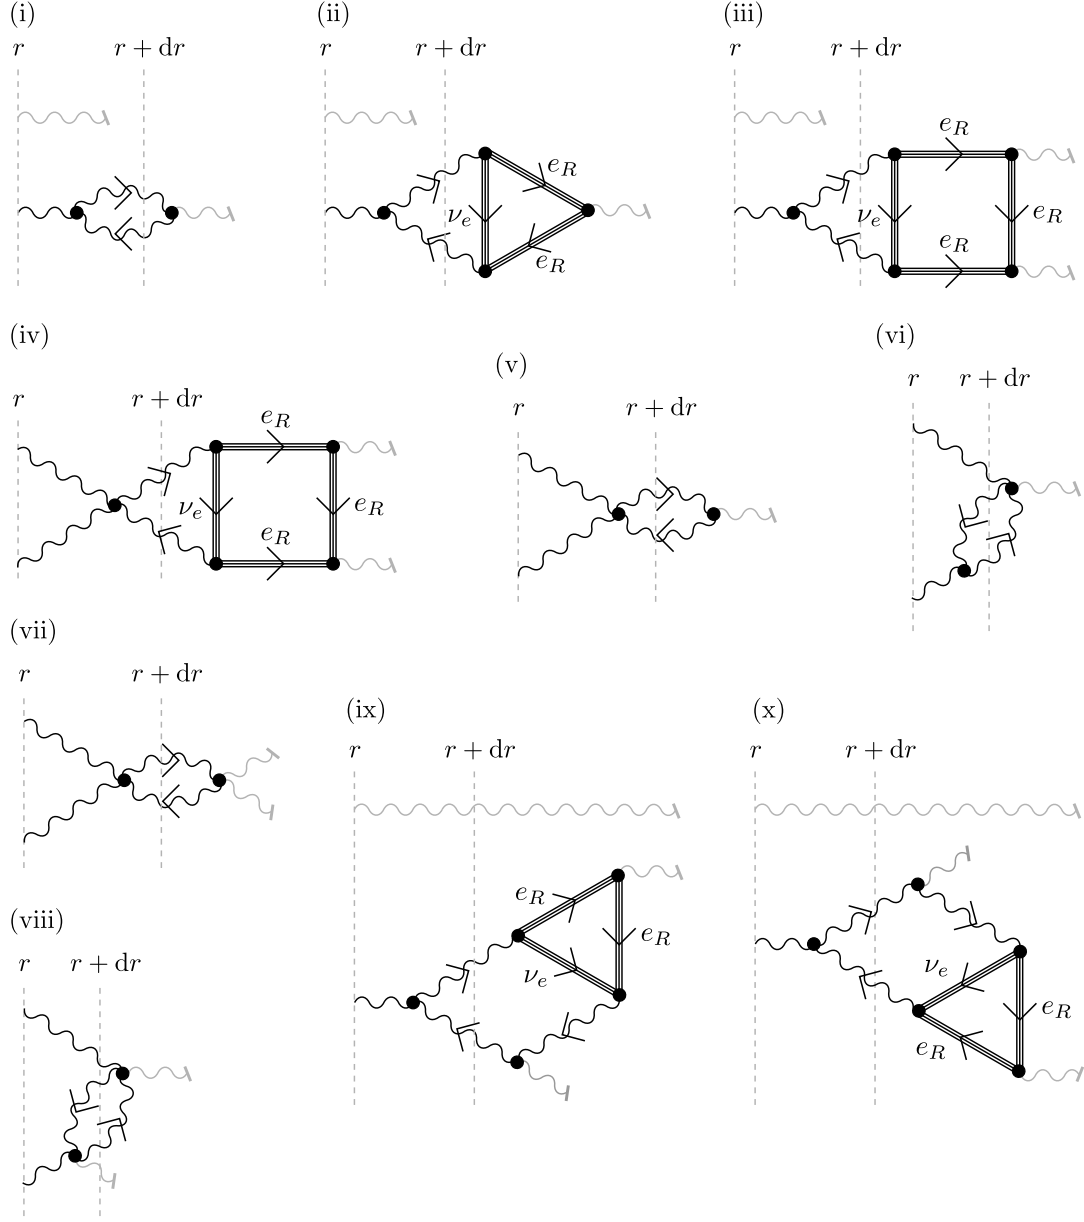 (i)
r r + dr
(ii)
r r + dr
e_R
ν_e
e_R
(iii)
r r + dr
e_R
ν_e e_R
e_R
(iv)
r r + dr
e_R
ν_e e_R
e_R
(v)
r r + dr
(vi)
r r + dr
(vii)
r r + dr
(viii)
r r + dr
(ix)
r r + dr
e_R
e_R
ν_e
(x)
r r + dr
ν_e
e_R
e_R